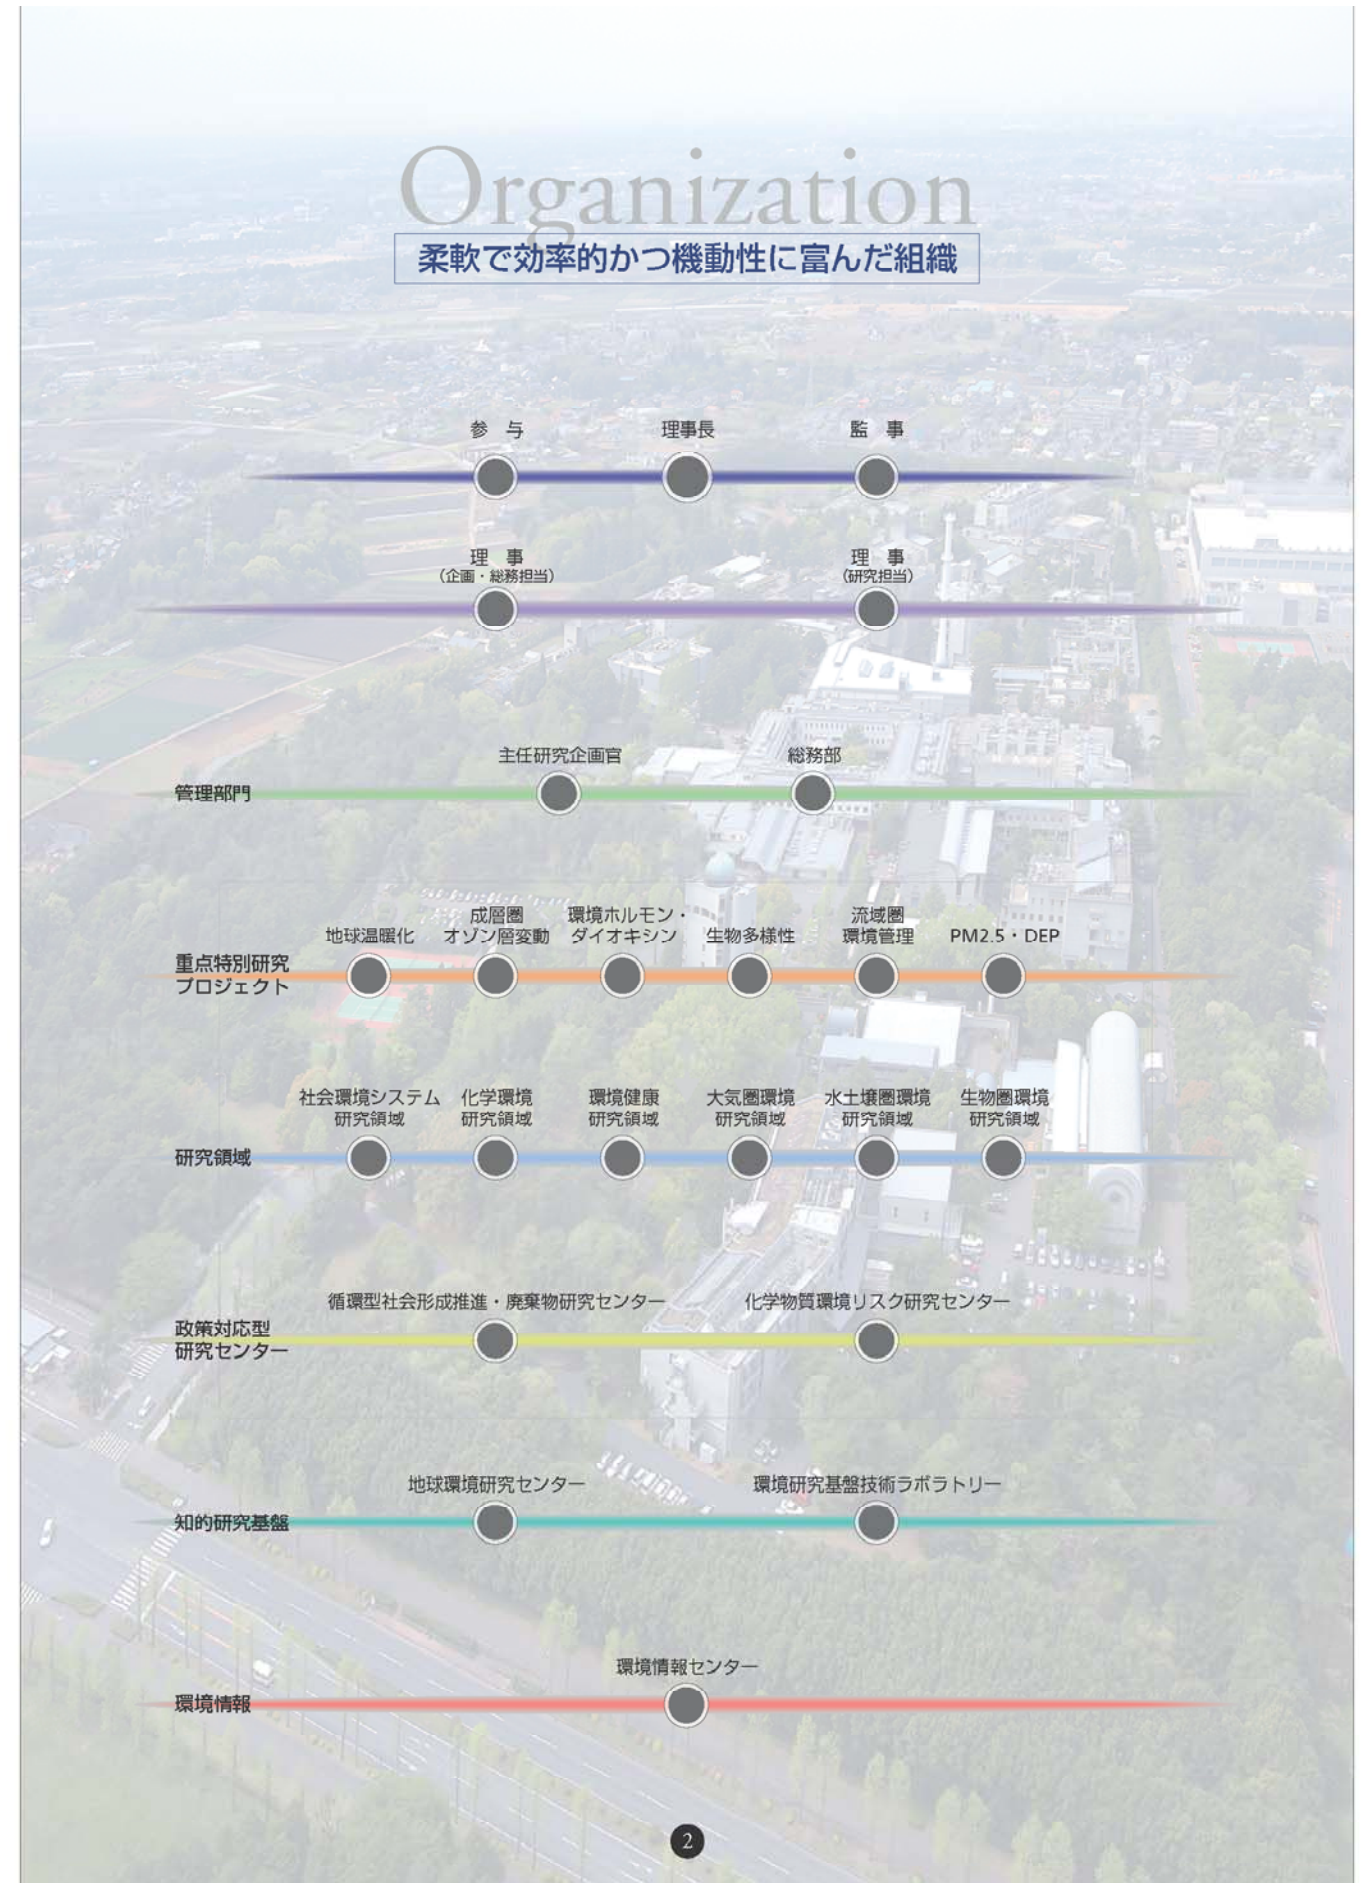 Organization
柔軟で効率的かつ機動性に富んだ組織
参　与　理事長　監　事
理　事　理　事
（企画・総務担当）　（研究担当）
主任研究企画官　総務部
管理部門
地球温暖化
成層圏
オゾン層変動
環境ホルモン・
ダイオキシン
生物多様性
流域圏
環境管理
PM2.5・DEP
重点特別研究
プロジェクト
社会環境システム
研究領域
化学環境
研究領域
環境健康
研究領域
大気圏環境
研究領域
水土壌圏環境
研究領域
生物圏環境
研究領域
研究領域
循環型社会形成推進・廃棄物研究センター　化学物質環境リスク研究センター
政策対応型
研究センター
地球環境研究センター　環境研究基盤技術ラボラトリー
知的研究基盤
環境情報センター
環境情報
2